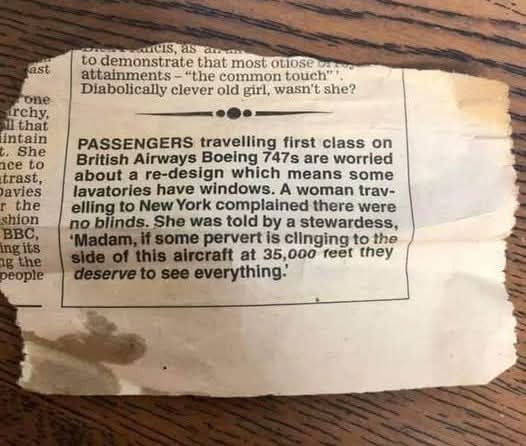 ast
one
rchy,
ll that
intain
t. She
nce to
trast,
Davies
r the
shion
BBC,
ing its
ng the
people
as
to demonstrate that most otiose
attainments – "the common touch"'.
Diabolically clever old girl, wasn't she?
PASSENGERS travelling first class on
British Airways Boeing 747s are worried
about a re-design which means some
lavatories have windows. A woman trav-
elling to New York complained there were
no blinds. She was told by a stewardess,
'Madam, if some pervert is clinging to the
side of this aircraft at 35,000 feet they
deserve to see everything.'